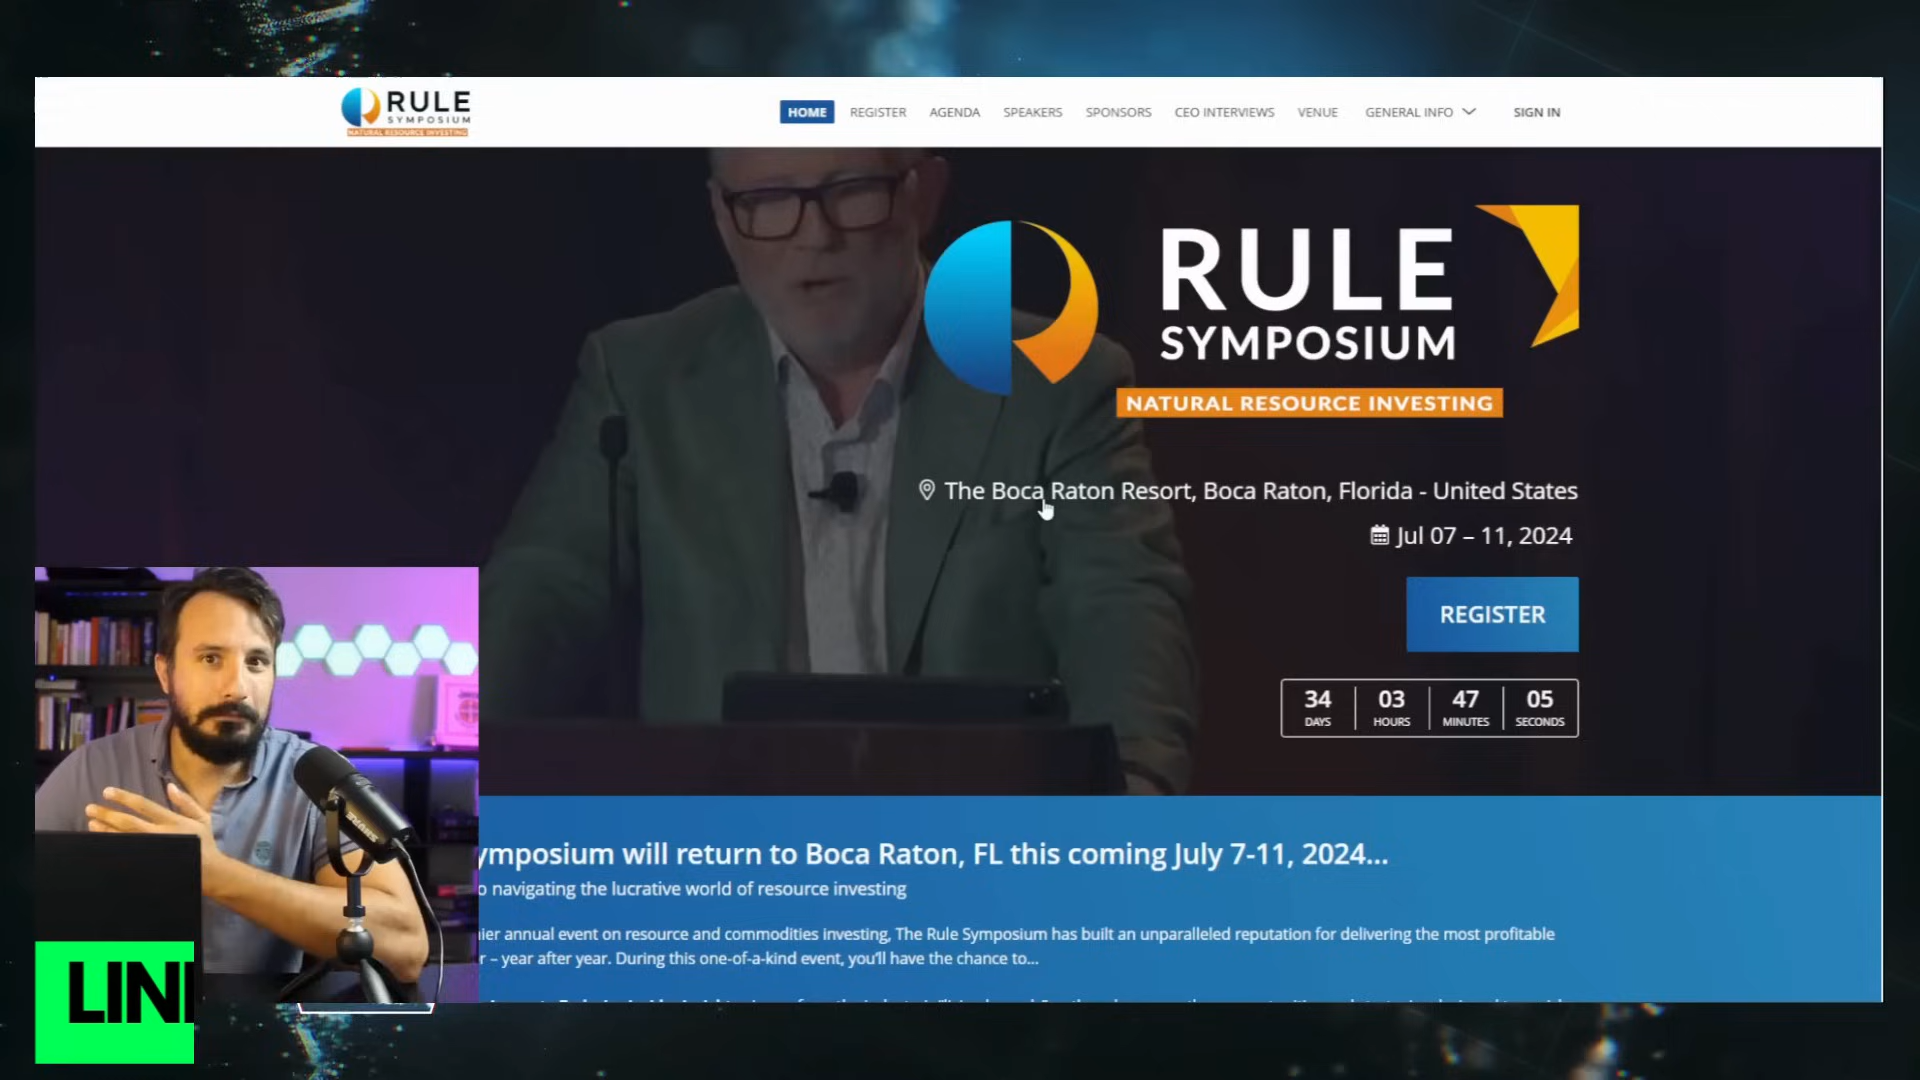 RULE
SYMPOSIUM
NATURAL RESOURCE INVESTING
HOME REGISTER AGENDA SPEAKERS SPONSORS CEO INTERVIEWS VENUE GENERAL INFO SIGN IN
RULE
SYMPOSIUM
NATURAL RESOURCE INVESTING
The Boca Raton Resort, Boca Raton, Florida - United States
Jul 07 – 11, 2024
REGISTER
34 03 47 05
DAYS HOURS MINUTES SECONDS
ymposium will return to Boca Raton, FL this coming July 7-11, 2024...
o navigating the lucrative world of resource investing
ier annual event on resource and commodities investing, The Rule Symposium has built an unparalleled reputation for delivering the most profitable
r – year after year. During this one-of-a-kind event, you'll have the chance to...
SHURE
LIN